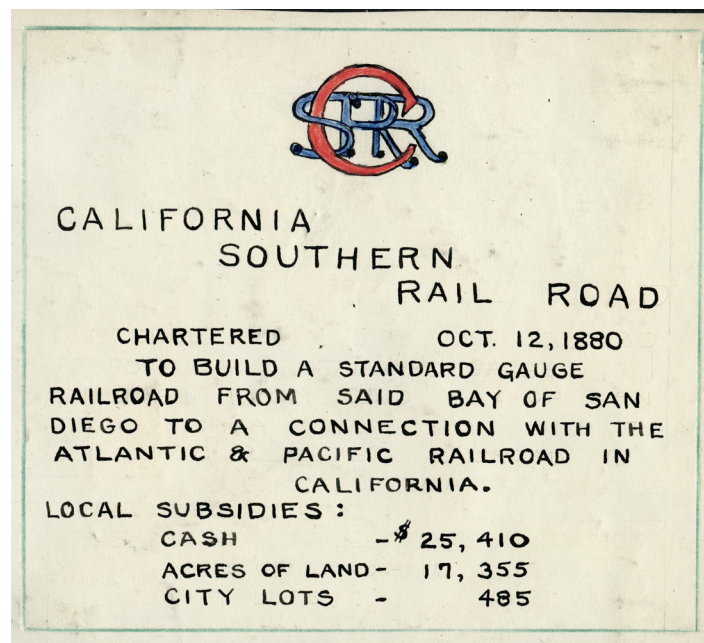 CSRR
CALIFORNIA
SOUTHERN
RAIL ROAD
CHARTERED OCT. 12, 1880
TO BUILD A STANDARD GAUGE
RAILROAD FROM SAID BAY OF SAN
DIEGO TO A CONNECTION WITH THE
ATLANTIC & PACIFIC RAILROAD IN
CALIFORNIA.
LOCAL SUBSIDIES:
CASH -$ 25,410
ACRES OF LAND- 17,355
CITY LOTS - 485